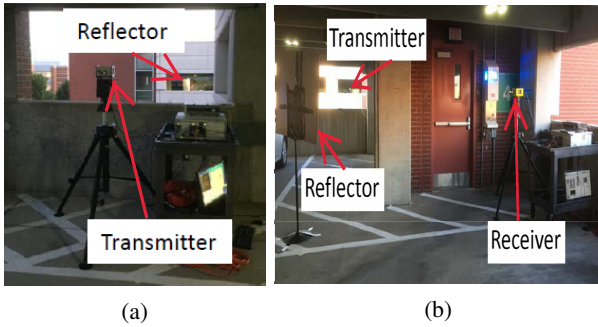 Reflector
Transmitter
Transmitter
Reflector
Receiver
(a)
(b)